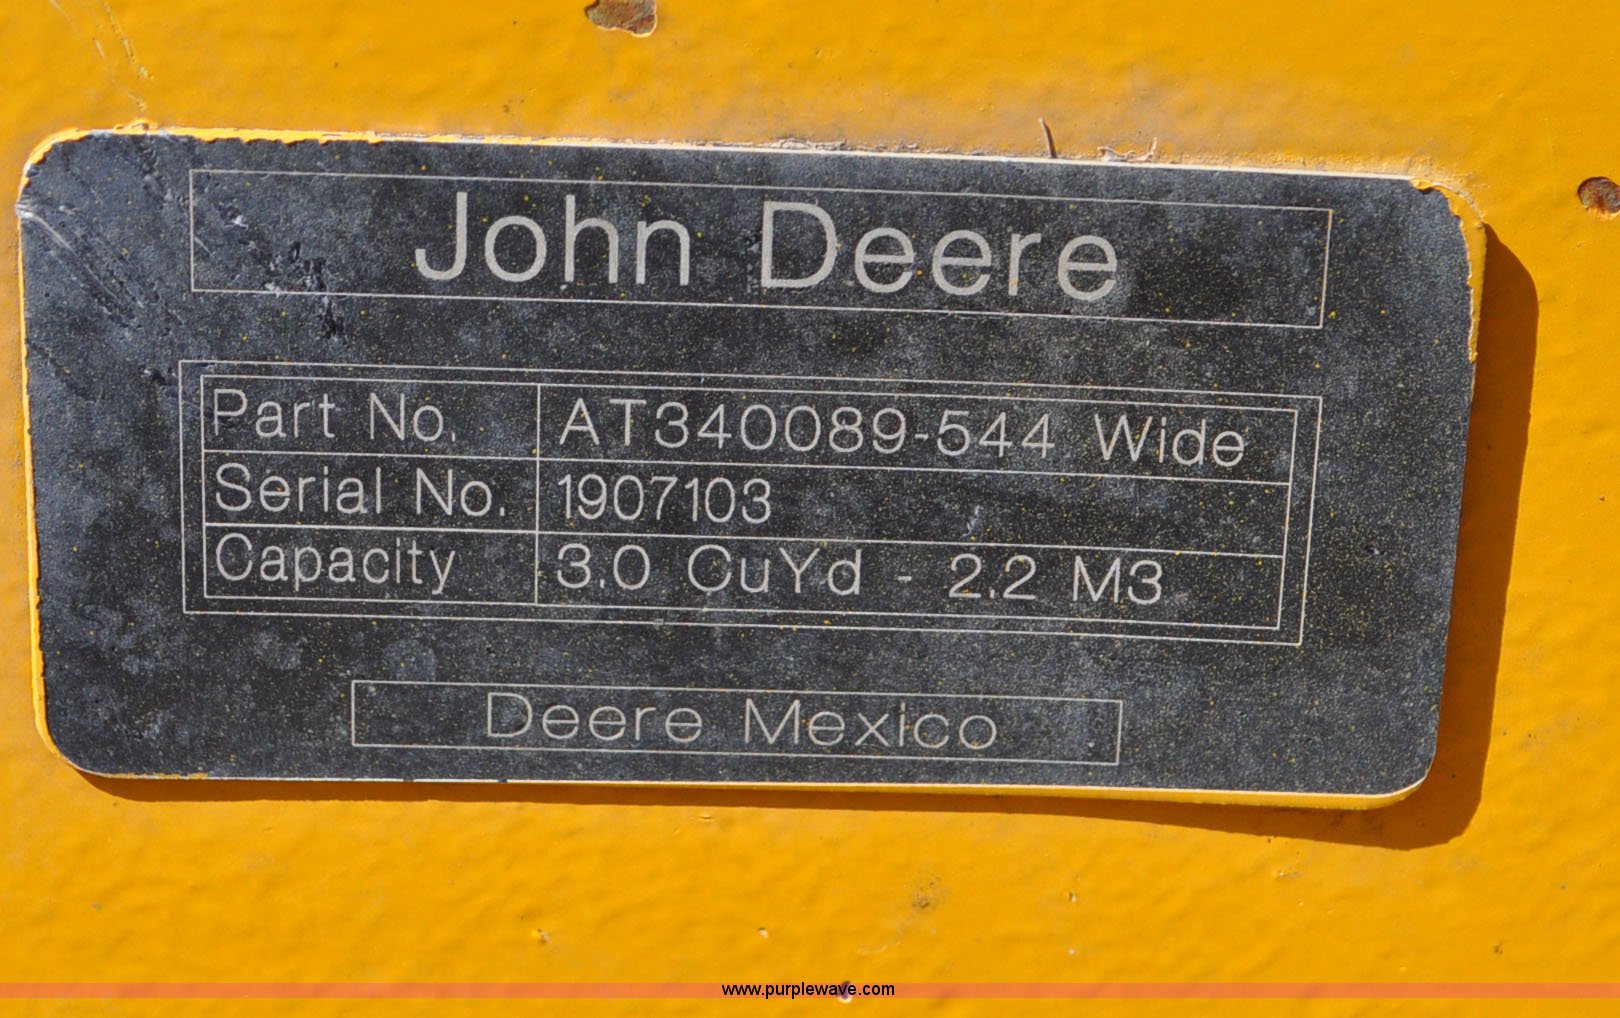 John Deere
Part No. AT340089-544 Wide
Serial No. 1907103
Capacity 3.0 CuYd - 2.2 M3
Deere Mexico
www.purplewave.com